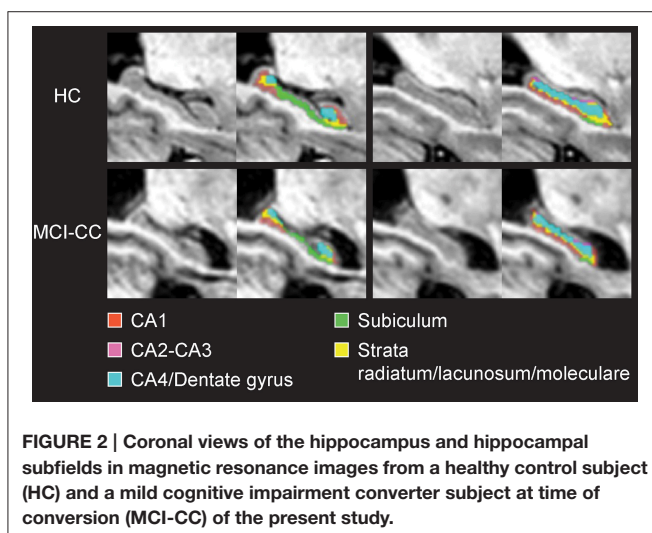 HC
MCI-CC
CA1
CA2-CA3
CA4/Dentate gyrus
Subiculum
Strata
radiatum/lacunosum/moleculare
FIGURE 2 | Coronal views of the hippocampus and hippocampal
subfields in magnetic resonance images from a healthy control subject
(HC) and a mild cognitive impairment converter subject at time of
conversion (MCI-CC) of the present study.